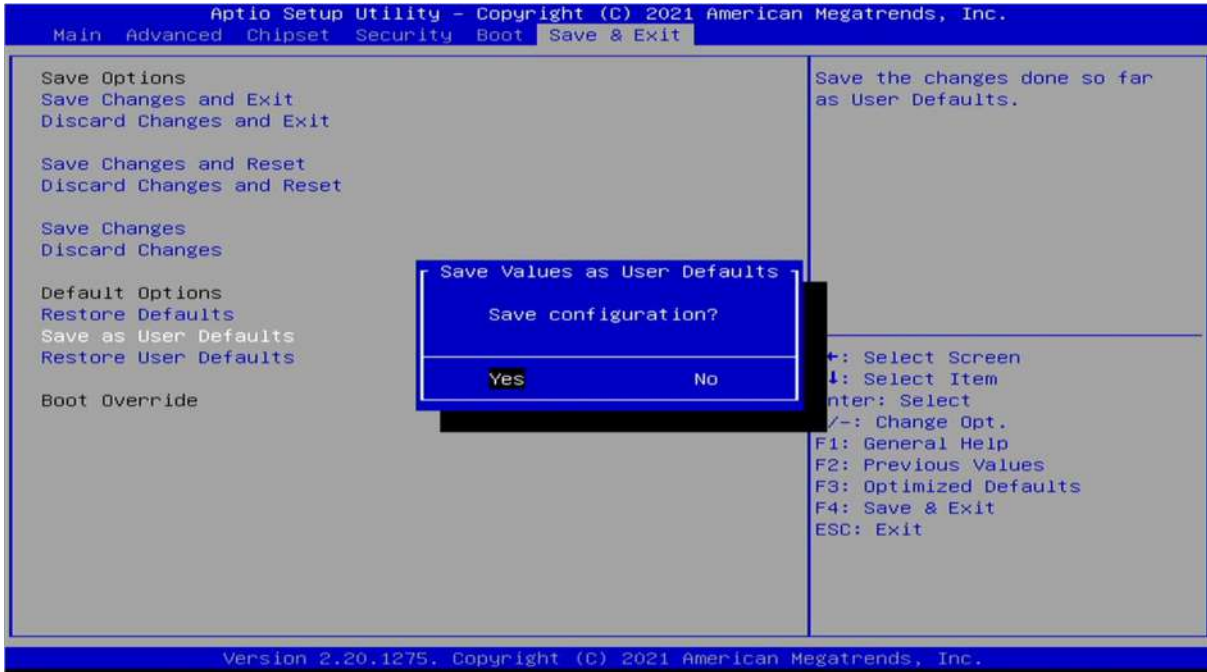 Aptio Setup Utility – Copyright (C) 2021 American Megatrends, Inc.
Main Advanced Chipset Security Boot Save & Exit
Save Options
Save Changes and Exit
Discard Changes and Exit
Save Changes and Reset
Discard Changes and Reset
Save Changes
Discard Changes
Default Options
Restore Defaults
Save as User Defaults
Restore User Defaults
Boot Override
Save Values as User Defaults
Save configuration?
Yes No
Save the changes done so far
as User Defaults.
←: Select Screen
↓: Select Item
nter: Select
/-: Change Opt.
F1: General Help
F2: Previous Values
F3: Optimized Defaults
F4: Save & Exit
ESC: Exit
Version 2.20.1275. Copyright (C) 2021 American Megatrends, Inc.